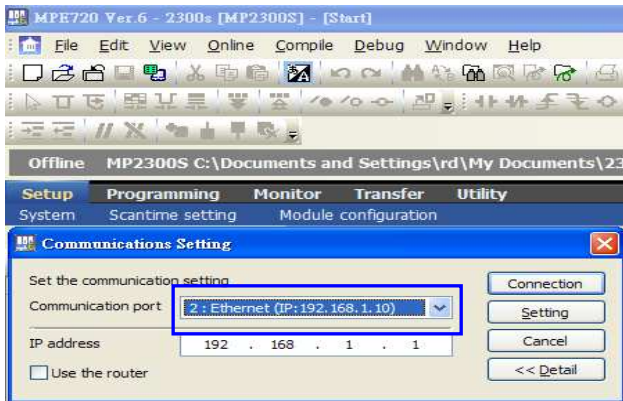 MPE720 Ver.6 - 2300s [MP2300S] - [Start]
File Edit View Online Compile Debug Window Help
Offline MP2300S C:\Documents and Settings\rd\My Documents\23
Setup Programming Monitor Transfer Utility
System Scantime setting Module configuration
Communications Setting
Set the communication setting
Connection
Communication port 2 : Ethernet (IP:192.168.1.10)
Setting
IP address 192 . 168 . 1 . 1
Cancel
Use the router
<< Detail